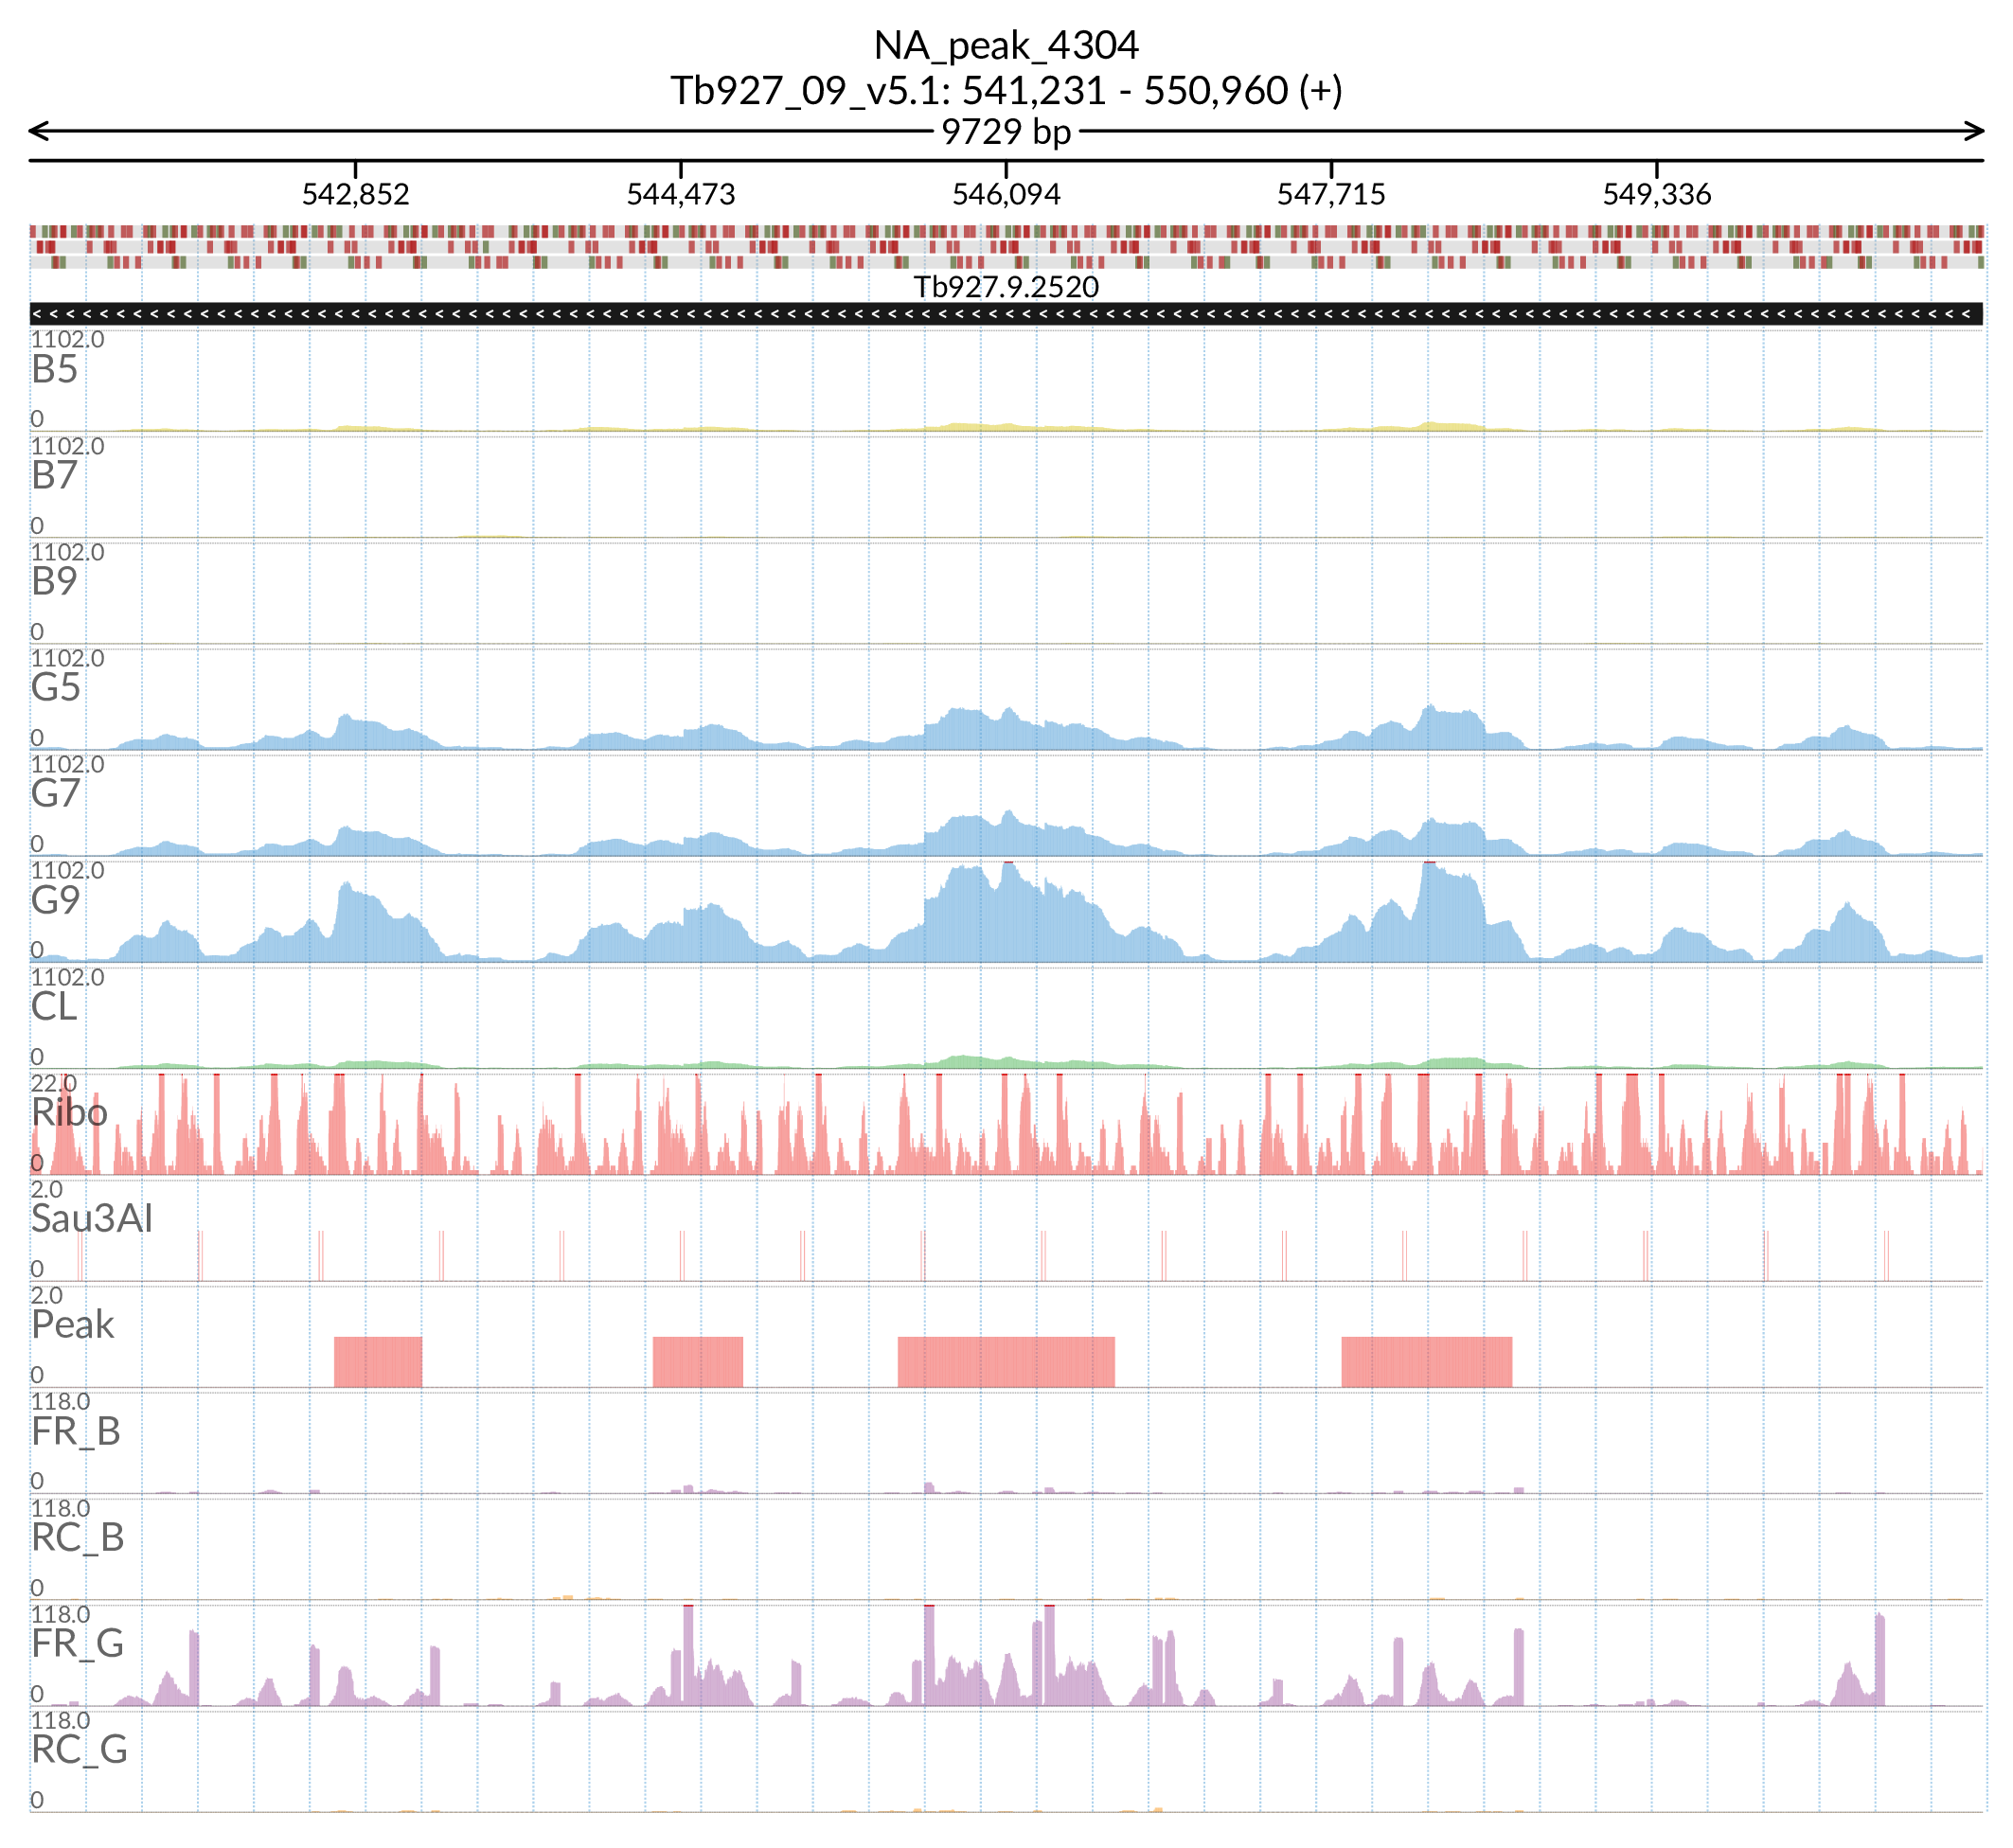 NA_peak_4304
Tb927_09_v5.1: 541,231 - 550,960 (+)
9729 bp
542,852 544,473 546,094 547,715 549,336
Tb927.9.2520
1102.0
B5
0
1102.0
B7
0
1102.0
B9
0
1102.0
G5
0
1102.0
G7
0
1102.0
G9
0
1102.0
CL
0
22.0
Ribo
0
2.0
Sau3AI
0
2.0
Peak
0
118.0
FR_B
0
118.0
RC_B
0
118.0
FR_G
0
118.0
RC_G
0